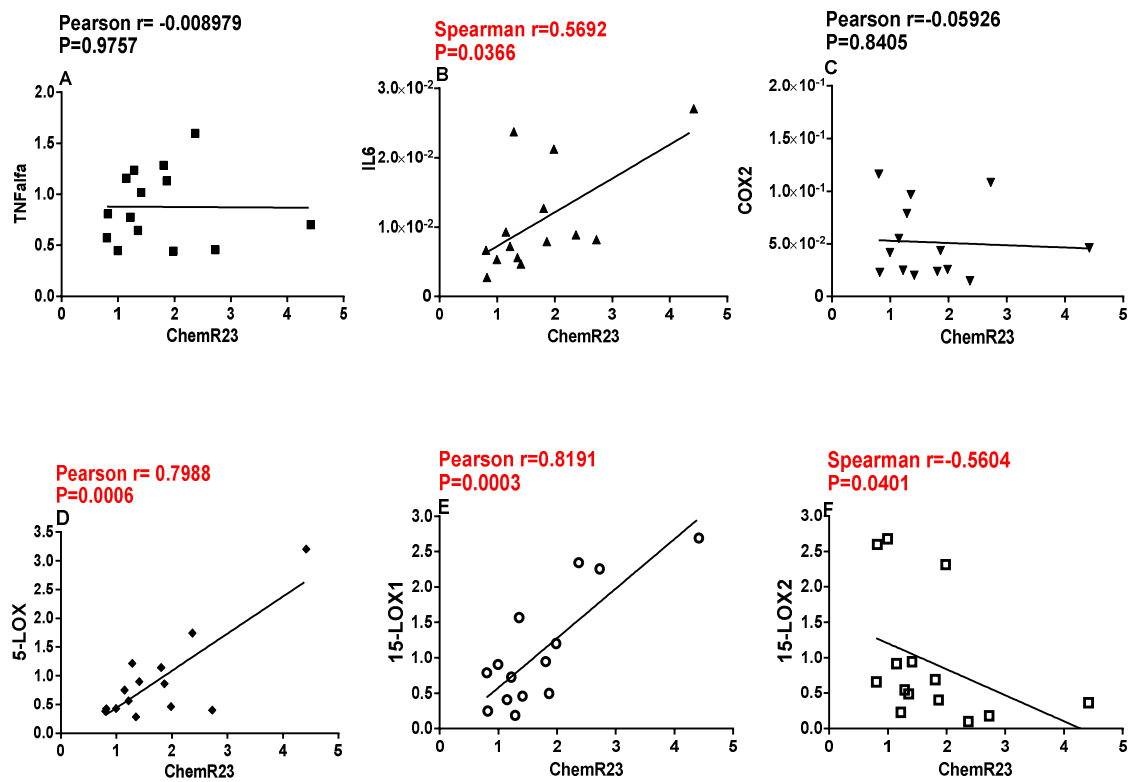 Pearson r= -0.008979
P=0.9757
A
2.0
1.5
1.0
0.5
0.0
TNFalfa
0 1 2 3 4 5
ChemR23
Spearman r=0.5692
P=0.0366
B
3.0×10⁻²
2.0×10⁻²
1.0×10⁻²
0
IL6
0 1 2 3 4 5
ChemR23
Pearson r=-0.05926
P=0.8405
C
2.0×10⁻¹
1.5×10⁻¹
1.0×10⁻¹
5.0×10⁻²
0
COX2
0 1 2 3 4 5
ChemR23
Pearson r= 0.7988
P=0.0006
D
3.5
3.0
2.5
2.0
1.5
1.0
0.5
0.0
5-LOX
0 1 2 3 4 5
ChemR23
Pearson r=0.8191
P=0.0003
E
3.0
2.5
2.0
1.5
1.0
0.5
0.0
15-LOX1
0 1 2 3 4 5
ChemR23
Spearman r=-0.5604
P=0.0401
F
3.0
2.5
2.0
1.5
1.0
0.5
0.0
15-LOX2
0 1 2 3 4 5
ChemR23